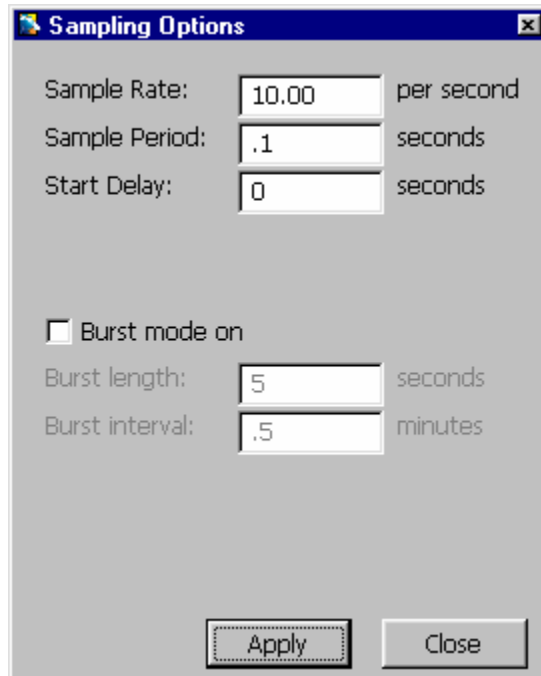 Sampling Options
Sample Rate: 10.00 per second
Sample Period: .1 seconds
Start Delay: 0 seconds
Burst mode on
Burst length: 5 seconds
Burst interval: .5 minutes
Apply Close